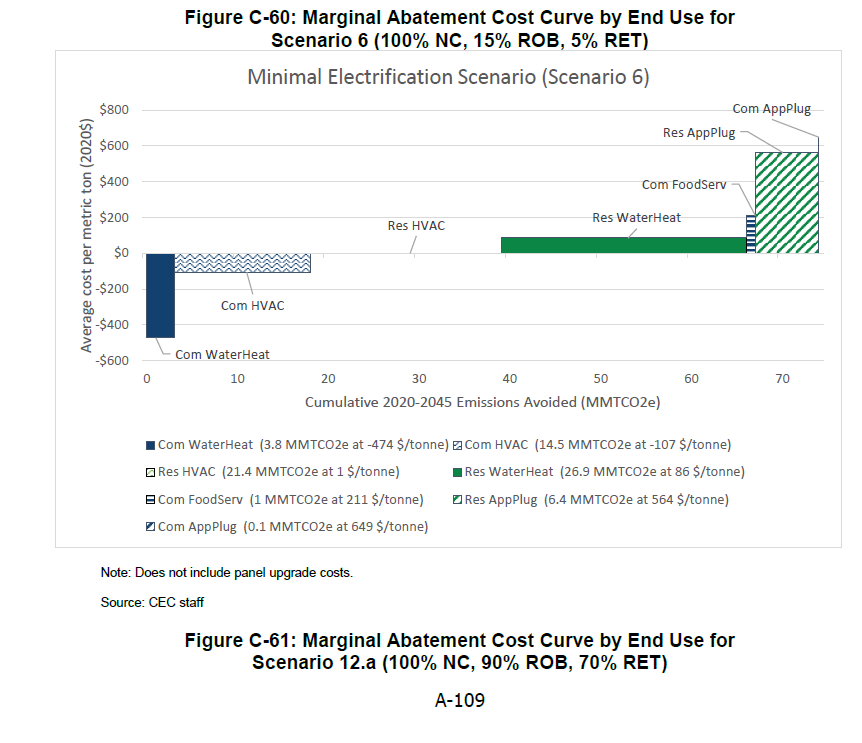 Figure C-60: Marginal Abatement Cost Curve by End Use for
Scenario 6 (100% NC, 15% ROB, 5% RET)
Minimal Electrification Scenario (Scenario 6)
Average cost per metric ton (2020$)
$800
$600
$400
$200
$0
-$200
-$400
-$600
Com AppPlug
Res AppPlug
Com FoodServ
Res WaterHeat
Res HVAC
Com HVAC
Com WaterHeat
0 10 20 30 40 50 60 70
Cumulative 2020-2045 Emissions Avoided (MMTCO2e)
Com WaterHeat (3.8 MMTCO2e at -474 $/tonne) Com HVAC (14.5 MMTCO2e at -107 $/tonne)
Res HVAC (21.4 MMTCO2e at 1 $/tonne) Res WaterHeat (26.9 MMTCO2e at 86 $/tonne)
Com FoodServ (1 MMTCO2e at 211 $/tonne) Res AppPlug (6.4 MMTCO2e at 564 $/tonne)
Com AppPlug (0.1 MMTCO2e at 649 $/tonne)
Note: Does not include panel upgrade costs.
Source: CEC staff
Figure C-61: Marginal Abatement Cost Curve by End Use for
Scenario 12.a (100% NC, 90% ROB, 70% RET)
A-109